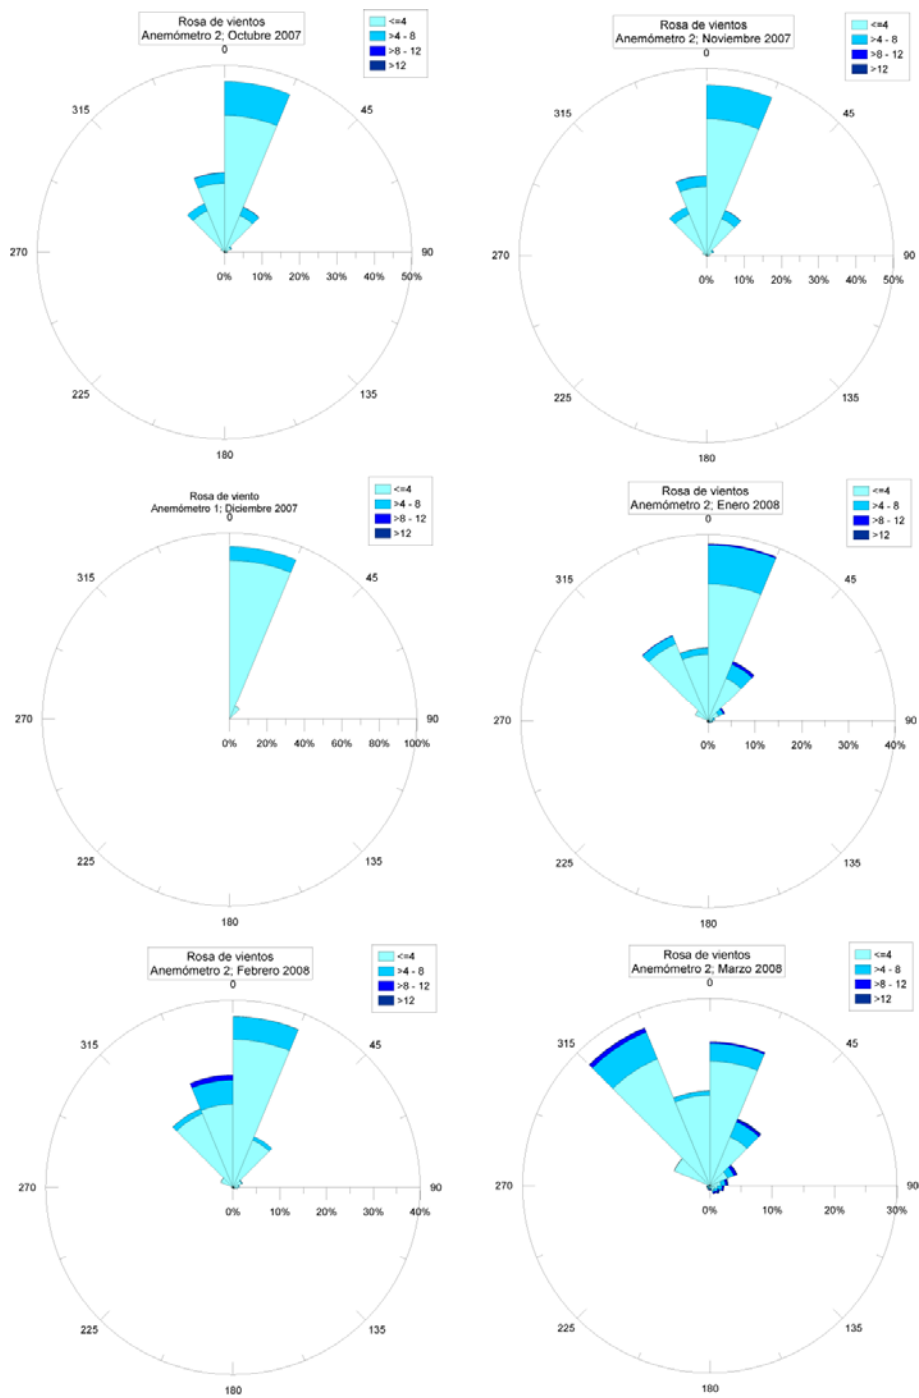 Rosa de vientos
Anemómetro 2; Octubre 2007
<=4
>4 - 8
>8 - 12
>12
0
45
90
135
180
225
270
315
0% 10% 20% 30% 40% 50%
Rosa de vientos
Anemómetro 2; Noviembre 2007
<=4
>4 - 8
>8 - 12
>12
0
45
90
135
180
225
270
315
0% 10% 20% 30% 40% 50%
Rosa de viento
Anemómetro 1; Diciembre 2007
<=4
>4 - 8
>8 - 12
>12
0
45
90
135
180
225
270
315
0% 20% 40% 60% 80% 100%
Rosa de vientos
Anemómetro 2; Enero 2008
<=4
>4 - 8
>8 - 12
>12
0
45
90
135
180
225
270
315
0% 10% 20% 30% 40%
Rosa de vientos
Anemómetro 2; Febrero 2008
<=4
>4 - 8
>8 - 12
>12
0
45
90
135
180
225
270
315
0% 10% 20% 30% 40%
Rosa de vientos
Anemómetro 2; Marzo 2008
<=4
>4 - 8
>8 - 12
>12
0
45
90
135
180
225
270
315
0% 10% 20% 30%